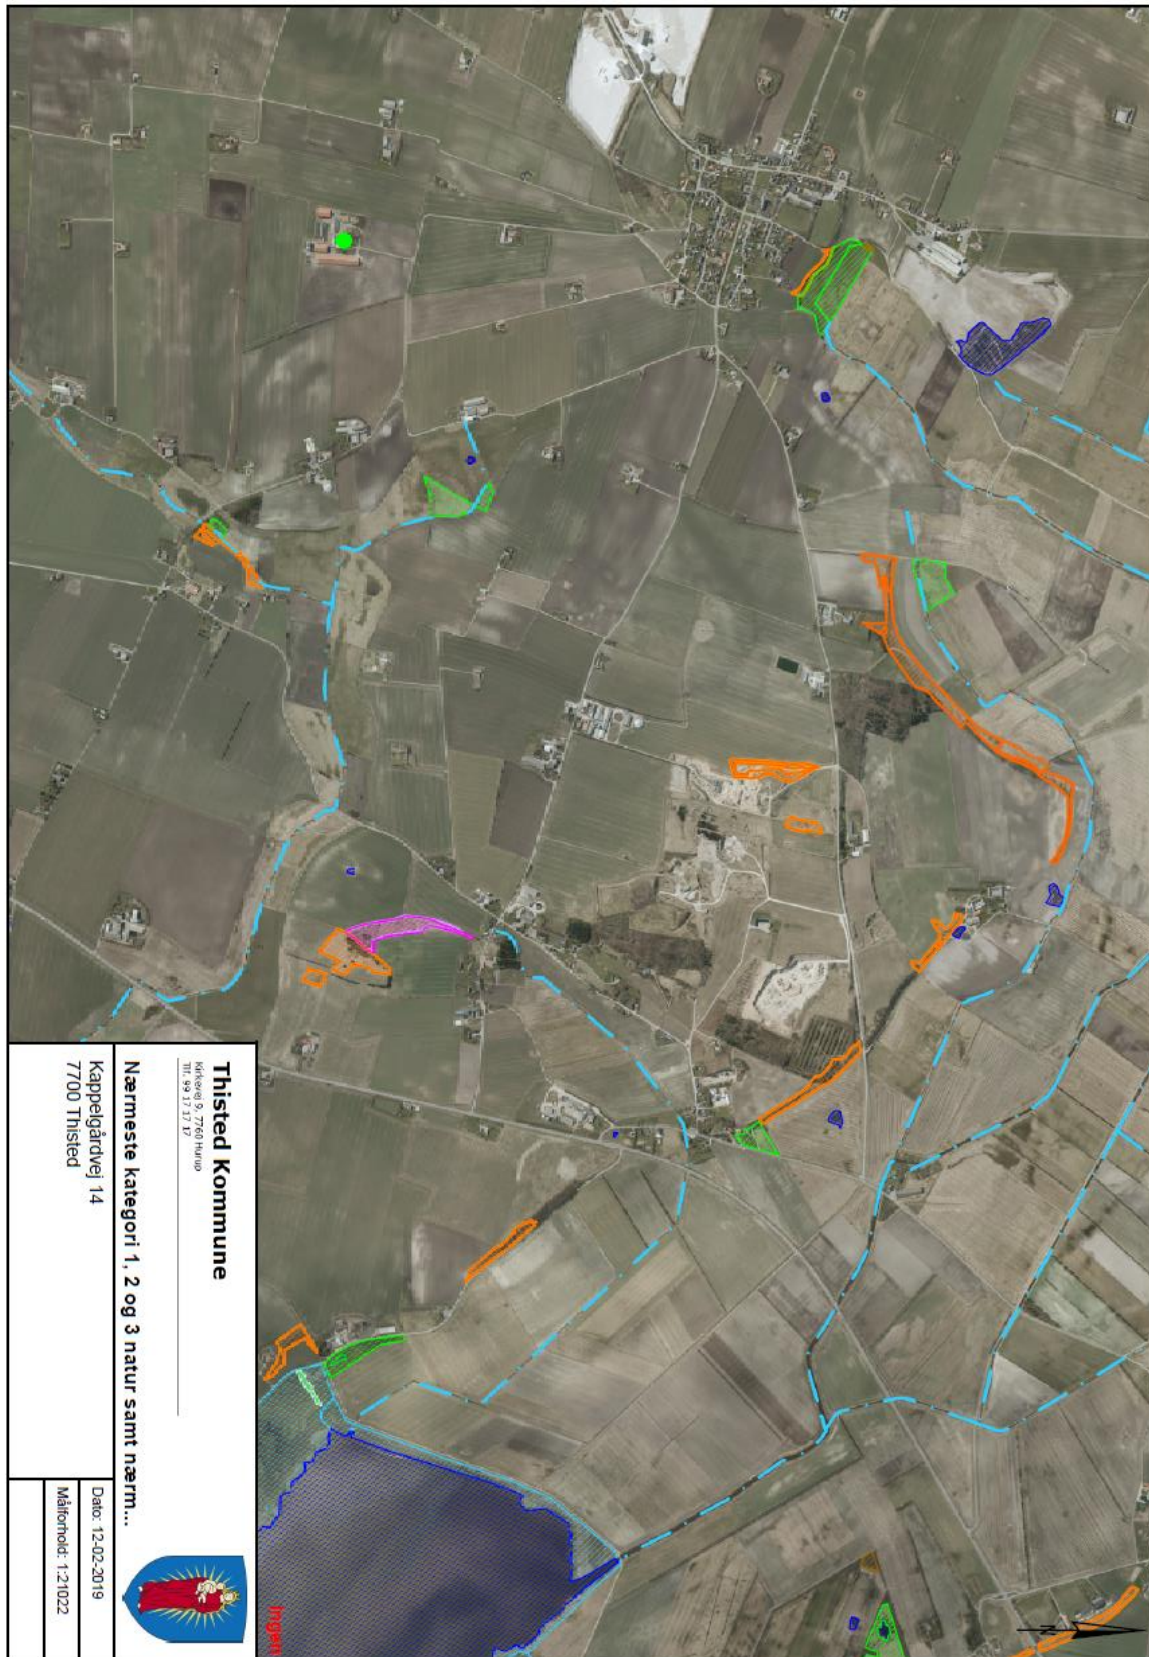 Thisted Kommune
Kirkevej 9, 7760 Hurup
Tlf. 99 17 17 17
Nærmeste kategori 1, 2 og 3 natur samt nærm...
Kappelgårdvej 14
7700 Thisted
Dato: 12-02-2019
Målforhold: 1:21022
Ingen
N